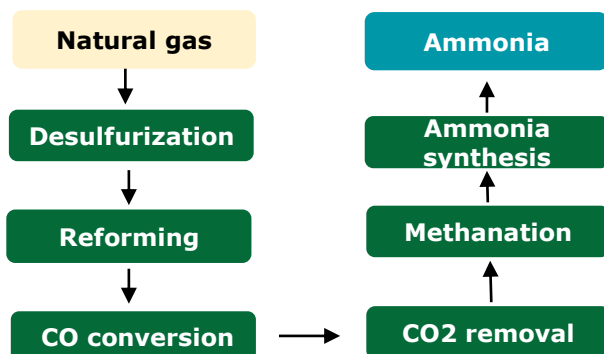 Natural gas
Desulfurization
Reforming
CO conversion
CO2 removal
Methanation
Ammonia
synthesis
Ammonia